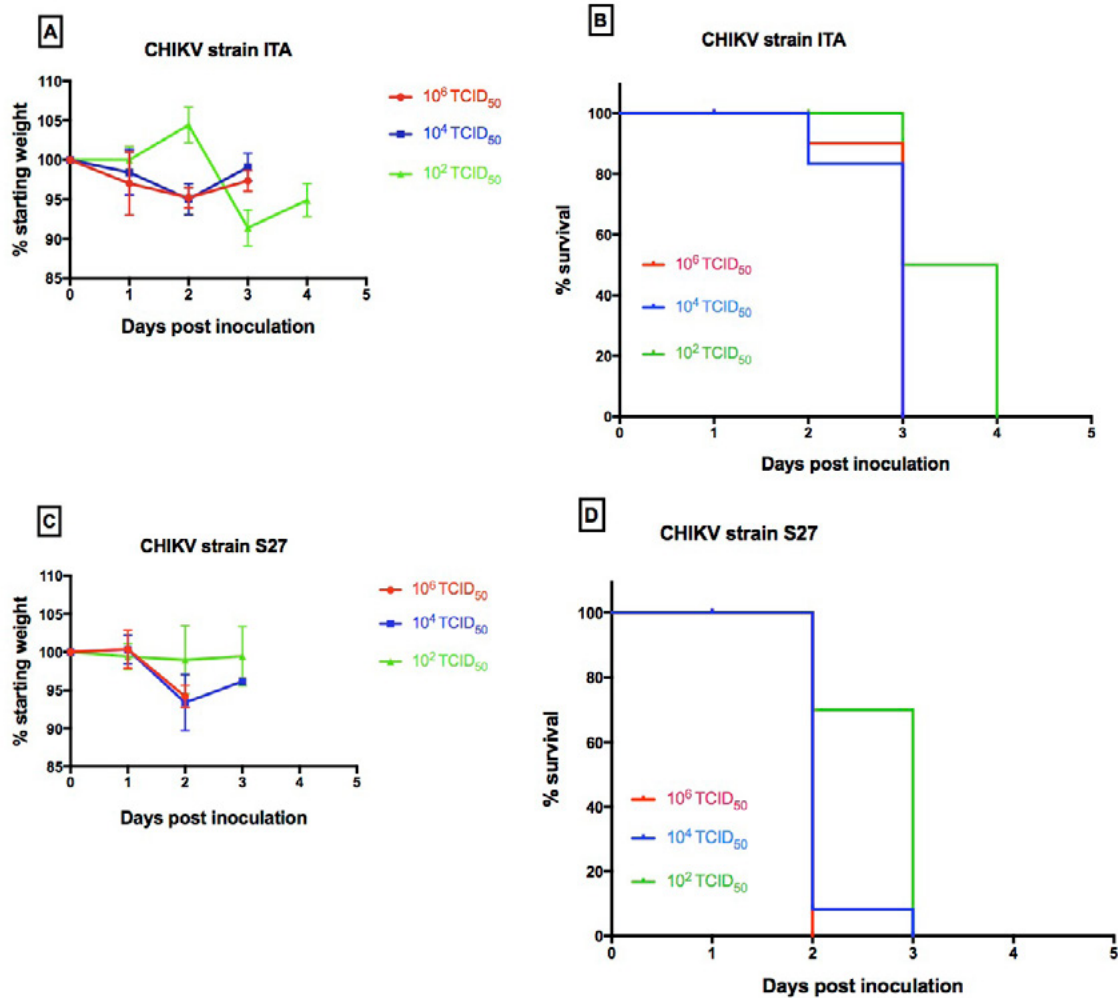 A
CHIKV strain ITA
110
105
100
95
90
85
% starting weight
0 1 2 3 4 5
Days post inoculation
10⁶ TCID₅₀
10⁴ TCID₅₀
10² TCID₅₀
B
CHIKV strain ITA
100
80
60
40
20
0
% survival
10⁶ TCID₅₀
10⁴ TCID₅₀
10² TCID₅₀
0 1 2 3 4 5
Days post inoculation
C
CHIKV strain S27
110
105
100
95
90
85
% starting weight
0 1 2 3 4 5
Days post inoculation
10⁶ TCID₅₀
10⁴ TCID₅₀
10² TCID₅₀
D
CHIKV strain S27
100
80
60
40
20
0
% survival
10⁶ TCID₅₀
10⁴ TCID₅₀
10² TCID₅₀
0 1 2 3 4 5
Days post inoculation